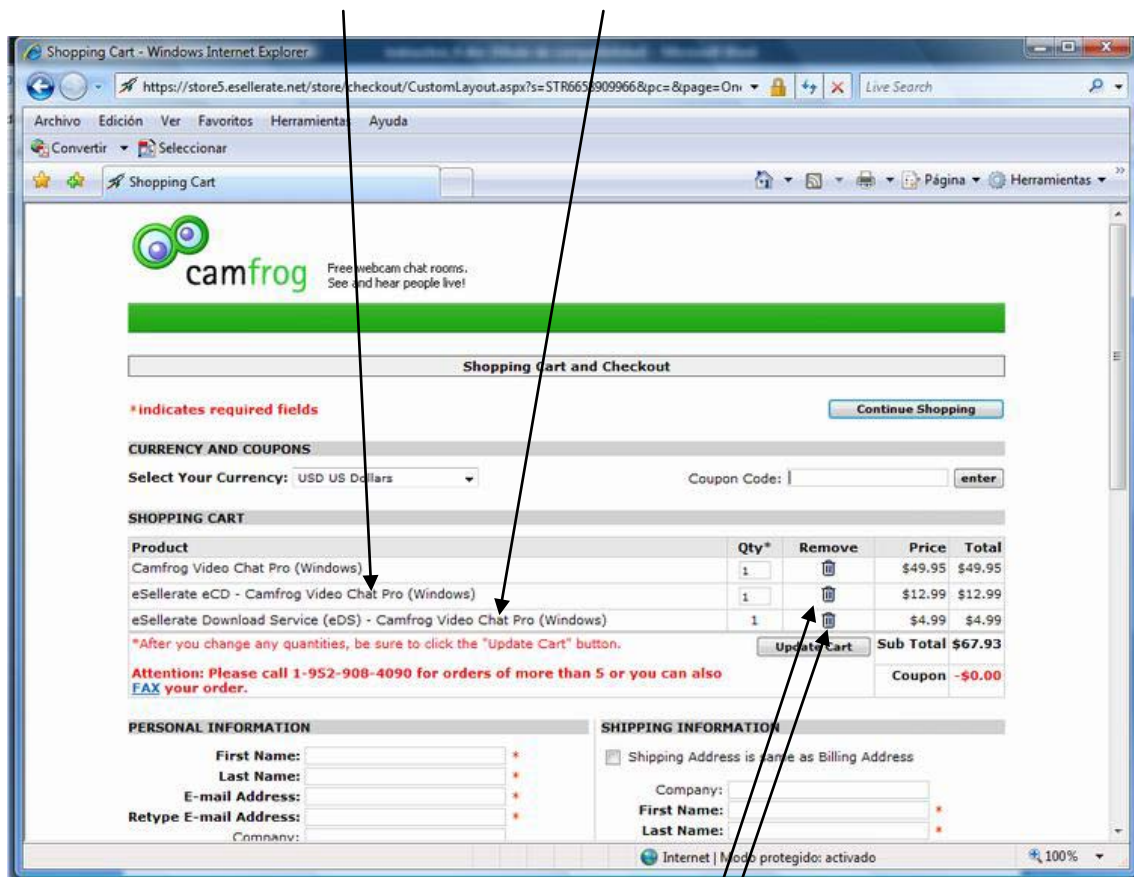 Shopping Cart - Windows Internet Explorer
https://store5.esellerate.net/store/checkout/CustomLayout.aspx?s=STR6658909966&pc=&page=On
Live Search
Archivo Edición Ver Favoritos Herramientas Ayuda
Convertir Seleccionar
Shopping Cart
Página Herramientas
camfrog
Free webcam chat rooms.
See and hear people live!
Shopping Cart and Checkout
*indicates required fields
Continue Shopping
CURRENCY AND COUPONS
Select Your Currency: USD US Dollars Coupon Code: enter
SHOPPING CART
Product Qty* Remove Price Total
Camfrog Video Chat Pro (Windows) 1 $49.95 $49.95
eSellerate eCD - Camfrog Video Chat Pro (Windows) 1 $12.99 $12.99
eSellerate Download Service (eDS) - Camfrog Video Chat Pro (Windows) 1 $4.99 $4.99
*After you change any quantities, be sure to click the "Update Cart" button. Update Cart Sub Total $67.93
Attention: Please call 1-952-908-4090 for orders of more than 5 or you can also
FAX your order.
Coupon -$0.00
PERSONAL INFORMATION
First Name: *
Last Name: *
E-mail Address: *
Retype E-mail Address: *
Company:
SHIPPING INFORMATION
Shipping Address is same as Billing Address
Company:
First Name: *
Last Name: *
Internet | Modo protegido: activado 100%